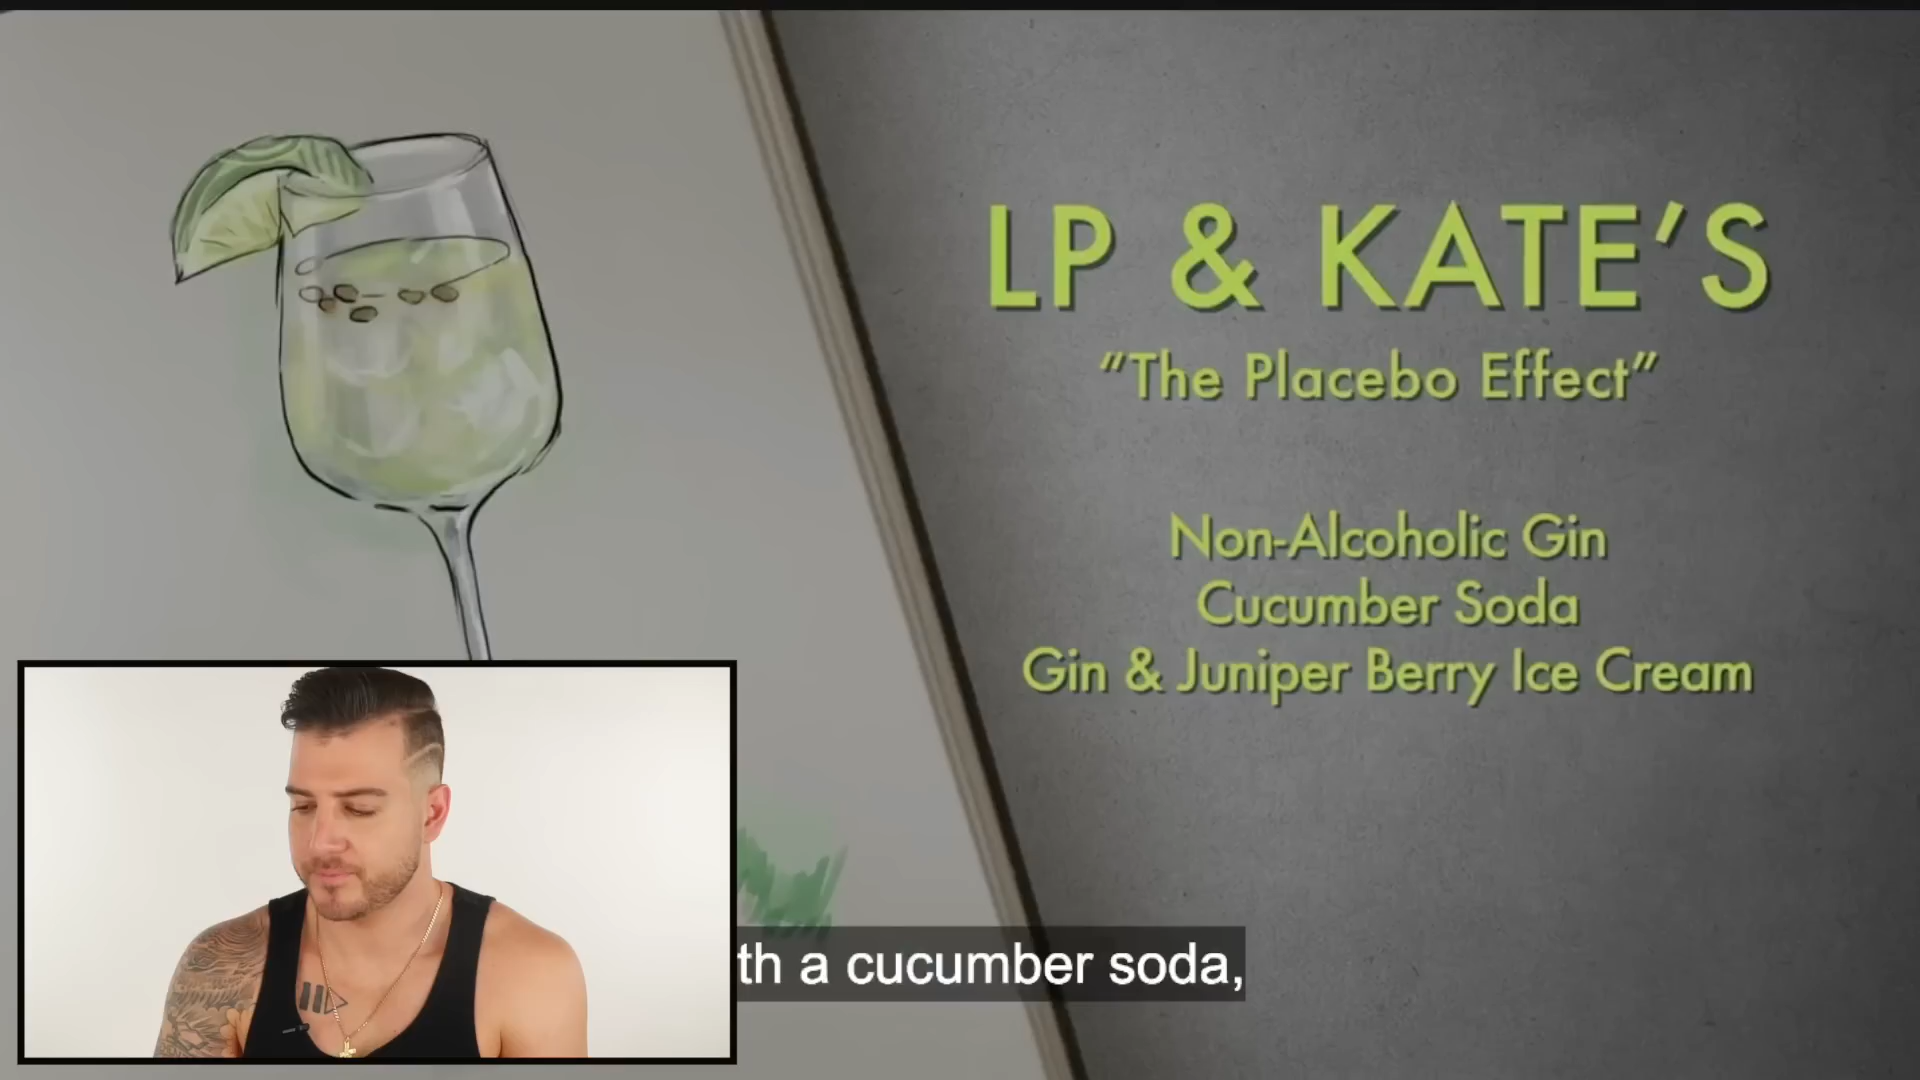 LP & KATE'S
"The Placebo Effect"
Non-Alcoholic Gin
Cucumber Soda
Gin & Juniper Berry Ice Cream
th a cucumber soda,